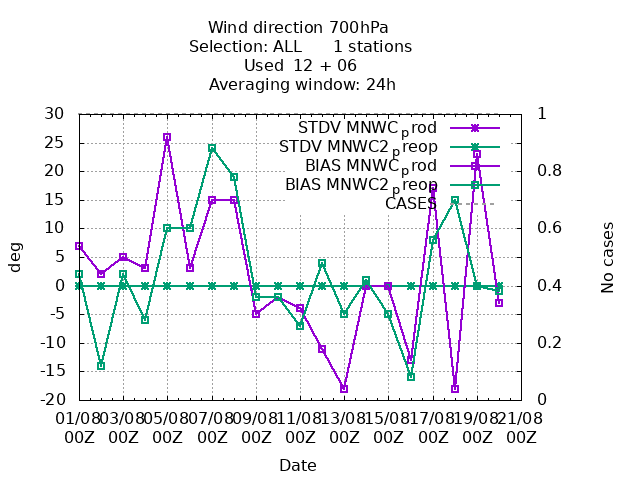 Wind direction 700hPa
Selection: ALL 1 stations
Used 12 + 06
Averaging window: 24h
30 1
25
20 0.8
15
10 0.6
5
0 0.4
-5
-10 0.2
-15
-20 0
deg
No cases
STDV MNWC_prod
STDV MNWC2_preop
BIAS MNWC_prod
BIAS MNWC2_preop
CASES
01/08 03/08 05/08 07/08 09/08 11/08 13/08 15/08 17/08 19/08 21/08
00Z 00Z 00Z 00Z 00Z 00Z 00Z 00Z 00Z 00Z 00Z
Date